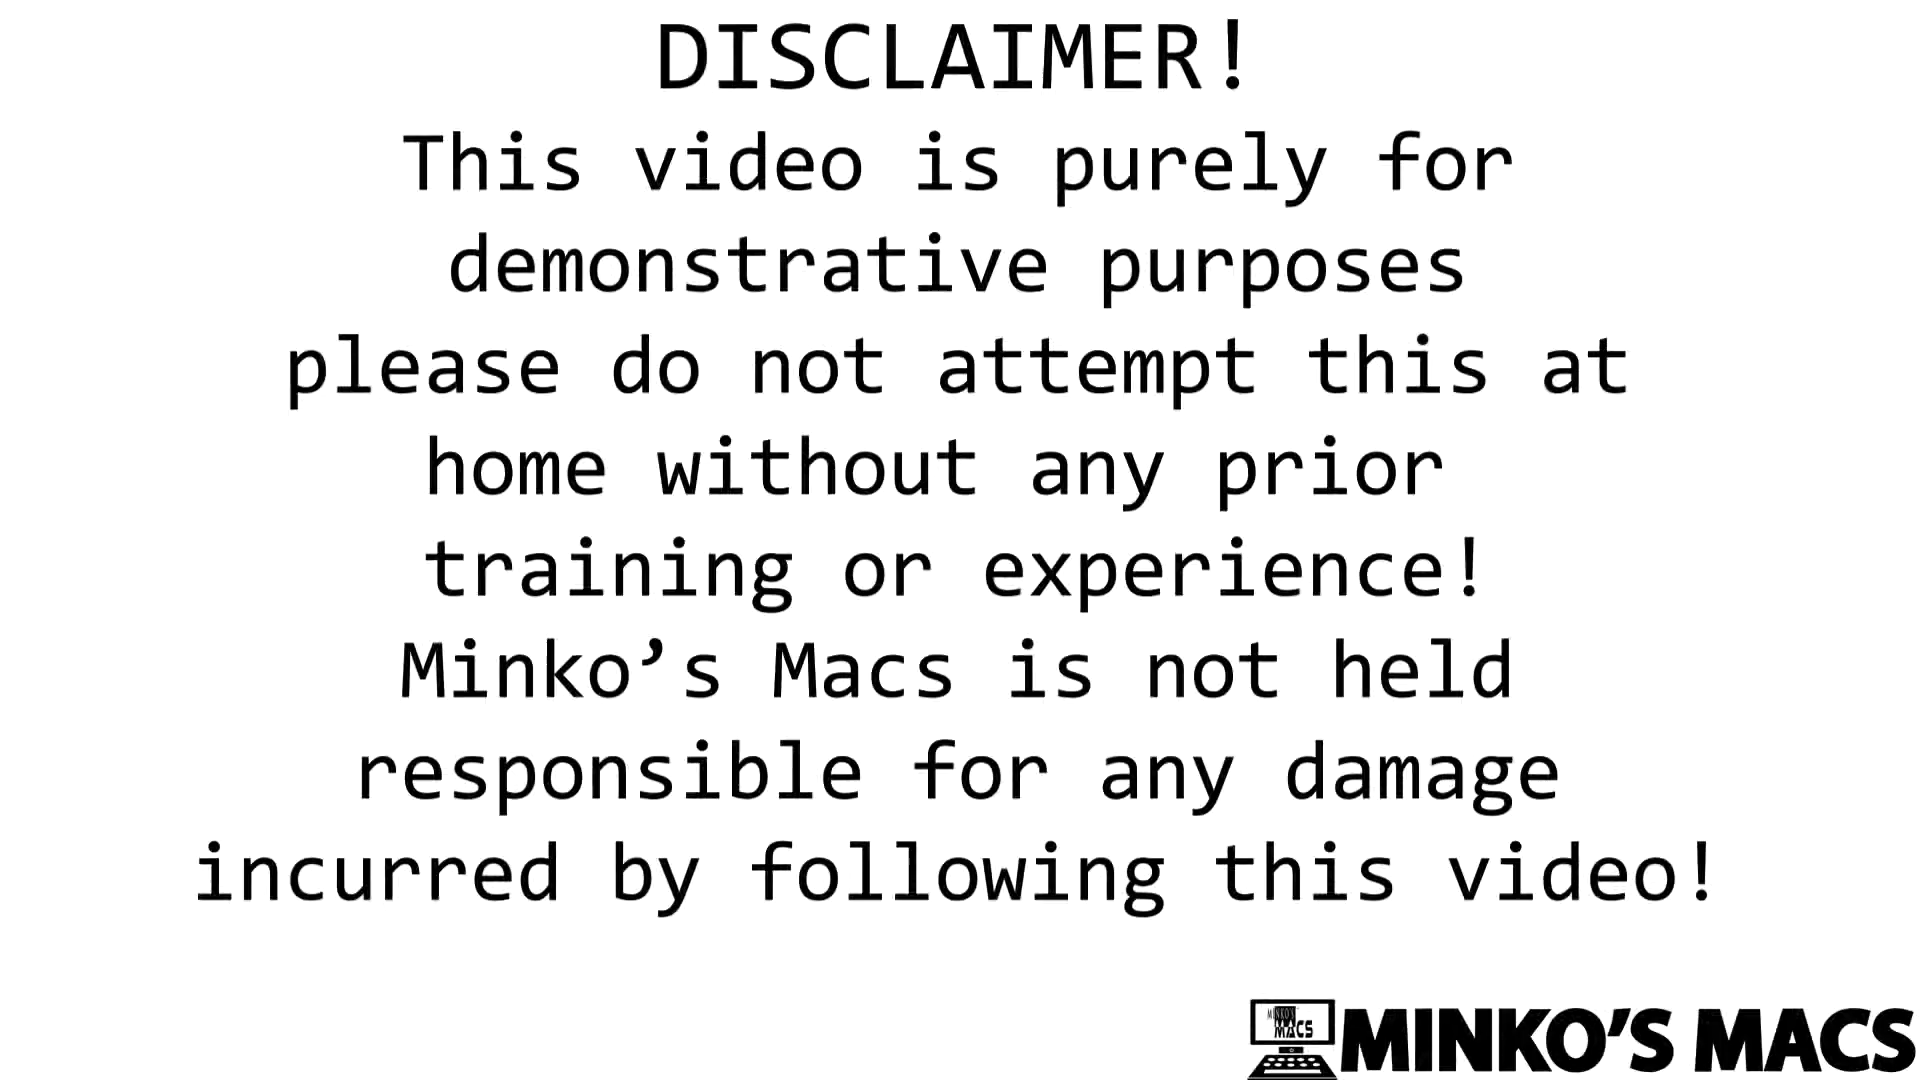 DISCLAIMER!
This video is purely for
demonstrative purposes
please do not attempt this at
home without any prior
training or experience!
Minko’s Macs is not held
responsible for any damage
incurred by following this video!
MINKO'S
MACS
MINKO’S MACS